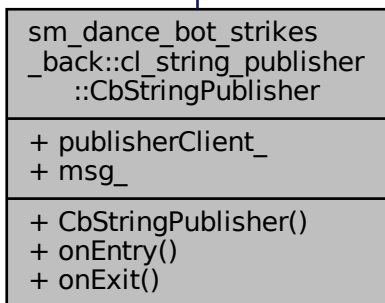 sm_dance_bot_strikes
_back::cl_string_publisher
::CbStringPublisher
+ publisherClient_
+ msg_
+ CbStringPublisher()
+ onEntry()
+ onExit()